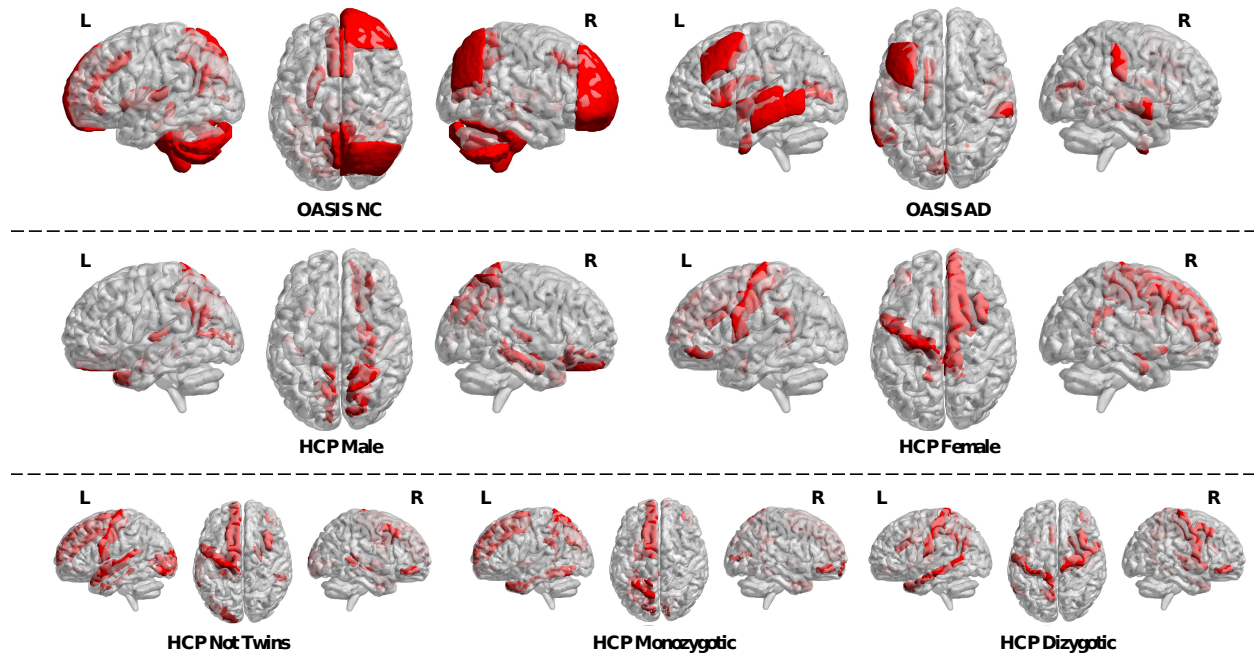 L R L R
OASIS NC OASIS AD
L R L R
HCP Male HCP Female
L R L R L R
HCP Not Twins HCP Monozygotic HCP Dizygotic